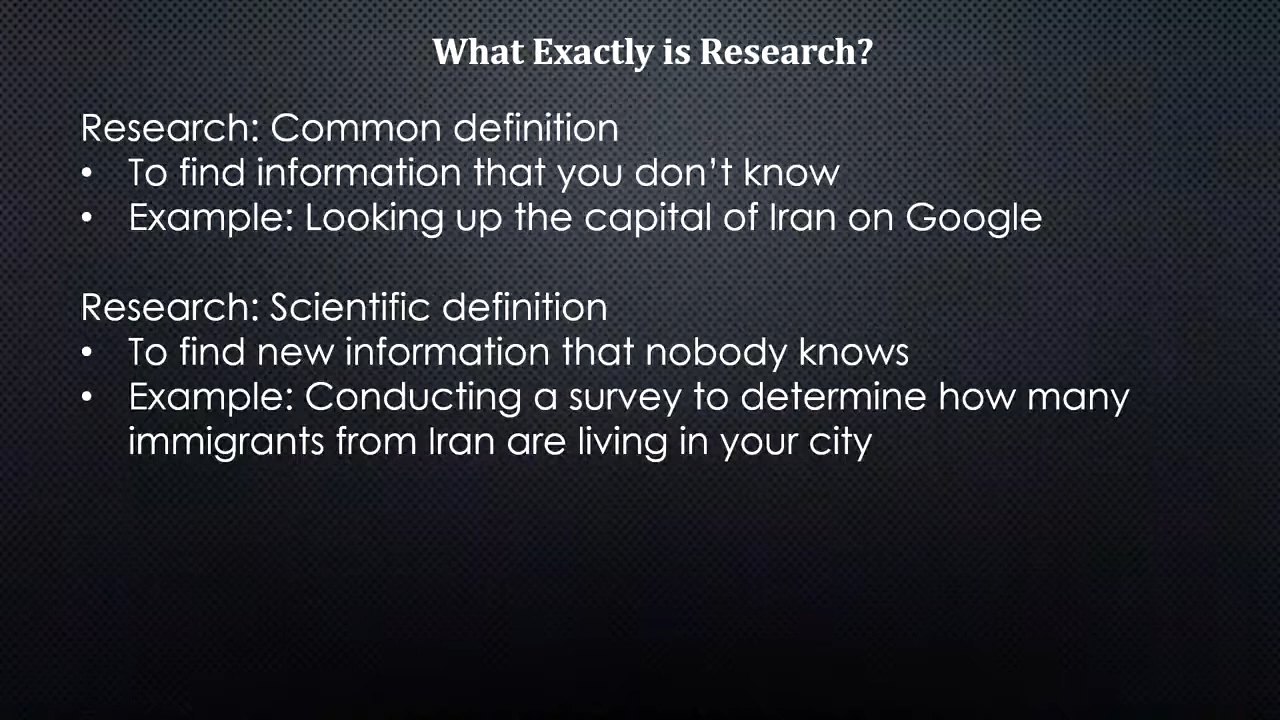 What Exactly is Research?
Research: Common definition
• To find information that you don’t know
• Example: Looking up the capital of Iran on Google
Research: Scientific definition
• To find new information that nobody knows
• Example: Conducting a survey to determine how many
immigrants from Iran are living in your city